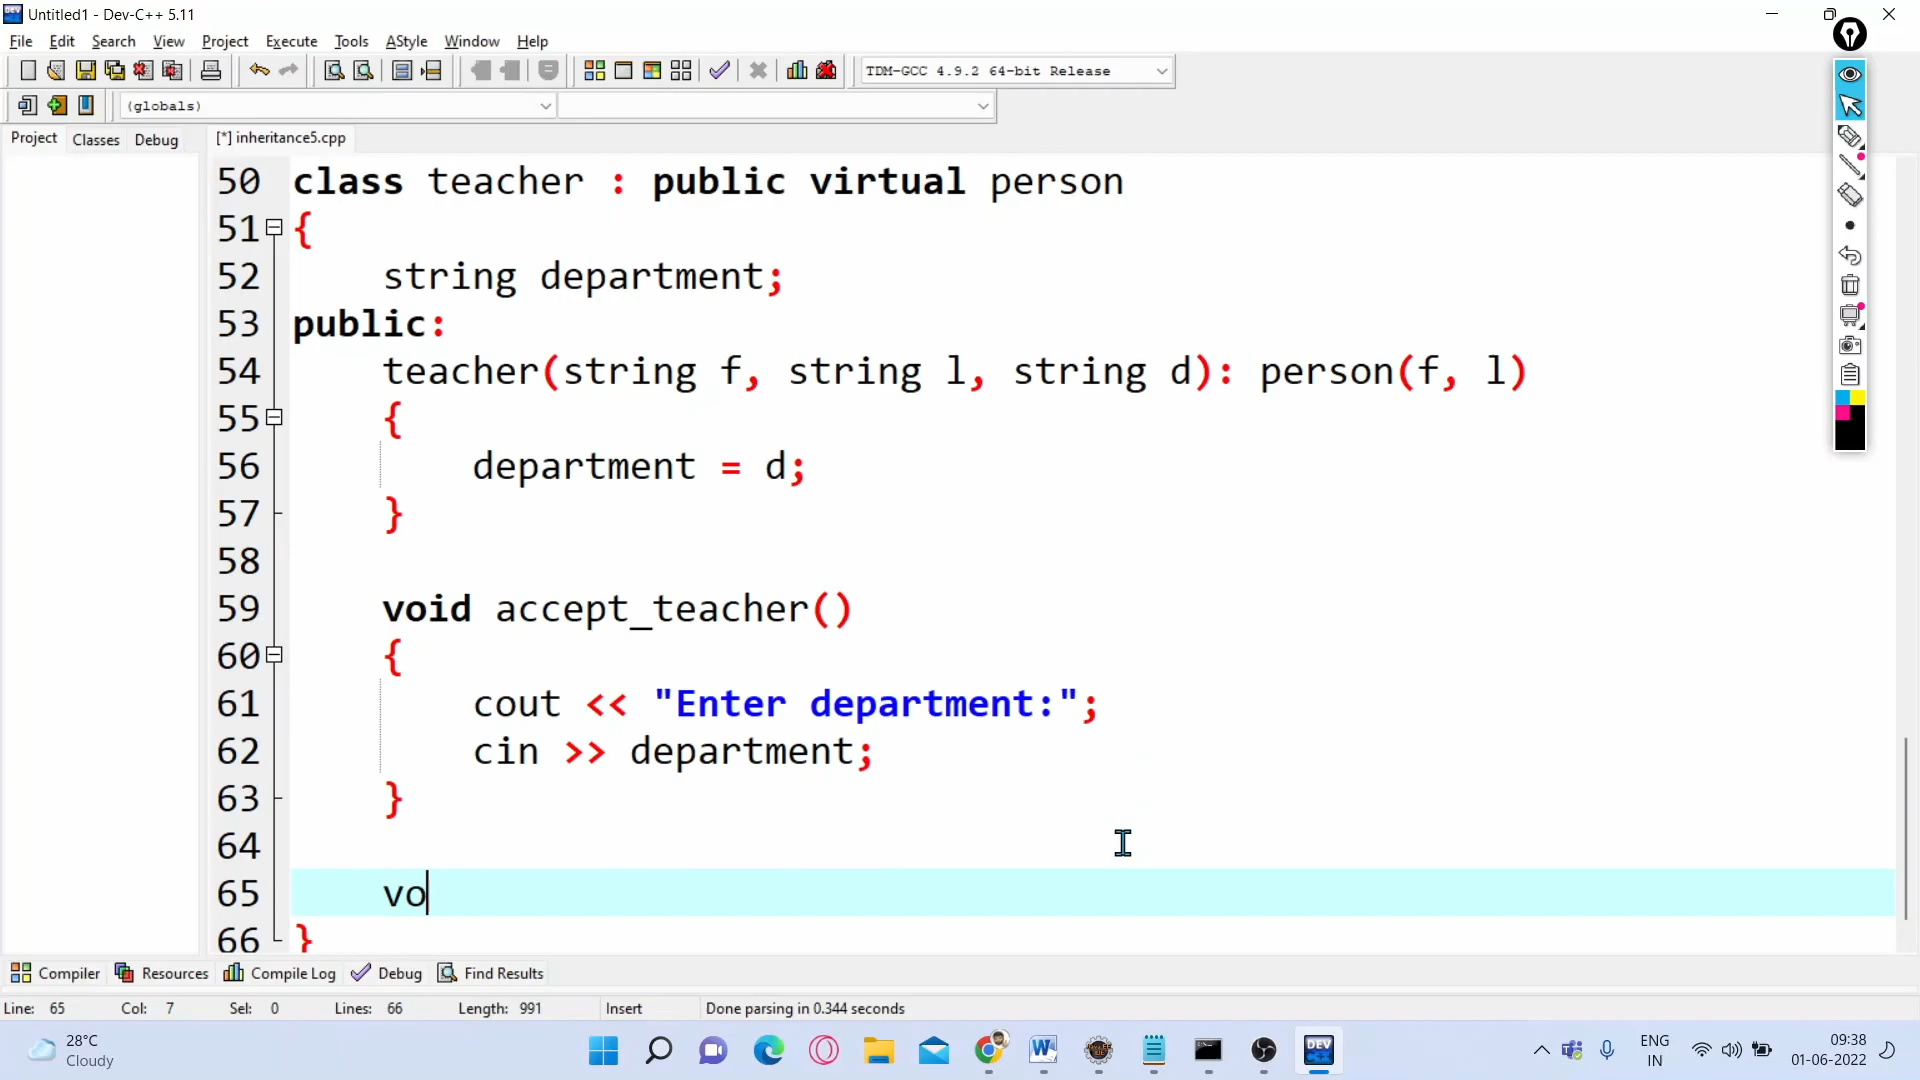 Untitled1 - Dev-C++ 5.11
File Edit Search View Project Execute Tools AStyle Window Help
TDM-GCC 4.9.2 64-bit Release
(globals)
Project Classes Debug [*] inheritance5.cpp
50 class teacher : public virtual person
51 {
52 string department;
53 public:
54 teacher(string f, string l, string d): person(f, l)
55 {
56 department = d;
57 }
58
59 void accept_teacher()
60 {
61 cout << "Enter department:";
62 cin >> department;
63 }
64
65 vo
66 }
Compiler Resources Compile Log Debug Find Results
Line: 65 Col: 7 Sel: 0 Lines: 66 Length: 991 Insert Done parsing in 0.344 seconds
28°C
Cloudy
ENG
IN
09:38
01-06-2022
DEV